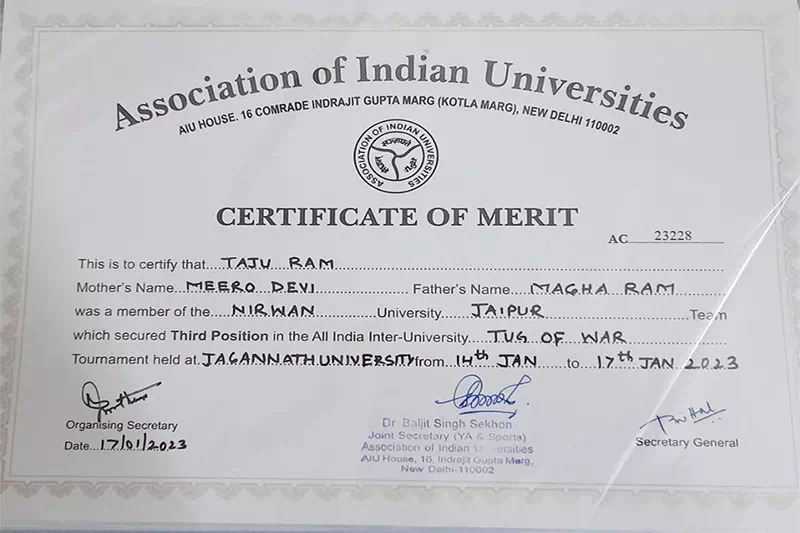 Association of Indian Universities
AIU HOUSE. 16 COMRADE INDRAJIT GUPTA MARG (KOTLA MARG), NEW DELHI 110002
ASSOCIATION OF INDIAN UNIVERSITIES
CERTIFICATE OF MERIT
AC 23228
This is to certify that....TAJU RAM
Mother's Name..MEERO DEVI..........Father's Name.....MAGHA RAM....
was a member of the.....NIRWAN.........University.......JAIPUR..........Team
which secured Third Position in the All India Inter-University....TUG OF WAR
Tournament held at.JAGANNATH UNIVERSITY from..14th JAN.....to....17th JAN 2023
Organising Secretary
Date...17/01/2023
Dr. Baljit Singh Sekhon
Joint Secretary (YA & Sports)
Association of Indian Universities
AIU House, 16, Indrajit Gupta Marg,
New Delhi-110002
Secretary General